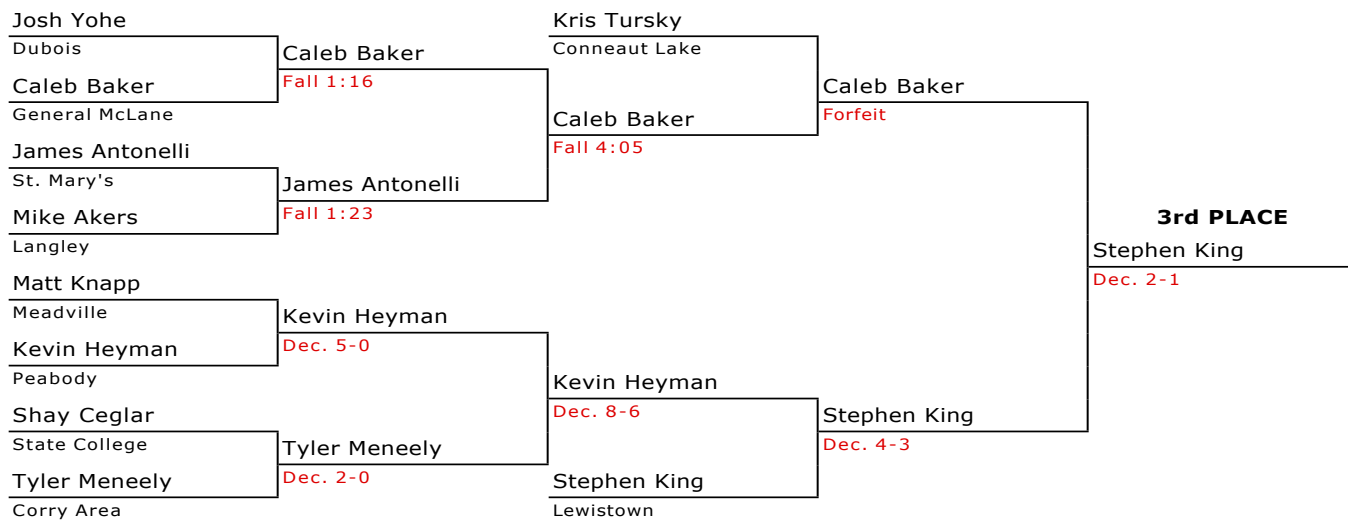 Josh Yohe
Dubois
Caleb Baker
General McLane
James Antonelli
St. Mary's
Mike Akers
Langley
Matt Knapp
Meadville
Kevin Heyman
Peabody
Shay Ceglar
State College
Tyler Meneely
Corry Area
Caleb Baker
Fall 1:16
James Antonelli
Fall 1:23
Kevin Heyman
Dec. 5-0
Tyler Meneely
Dec. 2-0
Kris Tursky
Conneaut Lake
Caleb Baker
Fall 4:05
Kevin Heyman
Dec. 8-6
Stephen King
Lewistown
Caleb Baker
Forfeit
Stephen King
Dec. 4-3
3rd PLACE
Stephen King
Dec. 2-1